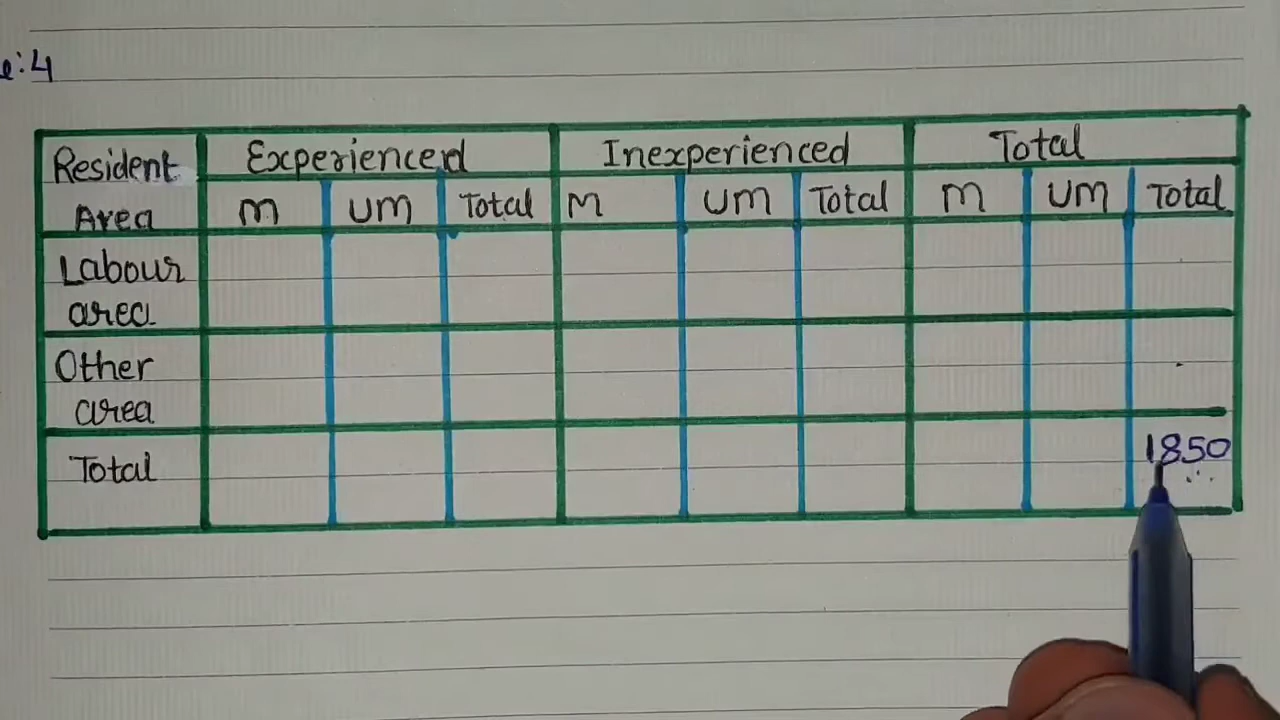 e:4
Resident Area Experienced Inexperienced Total
M UM Total M UM Total M UM Total
Labour area
Other area
Total 1850